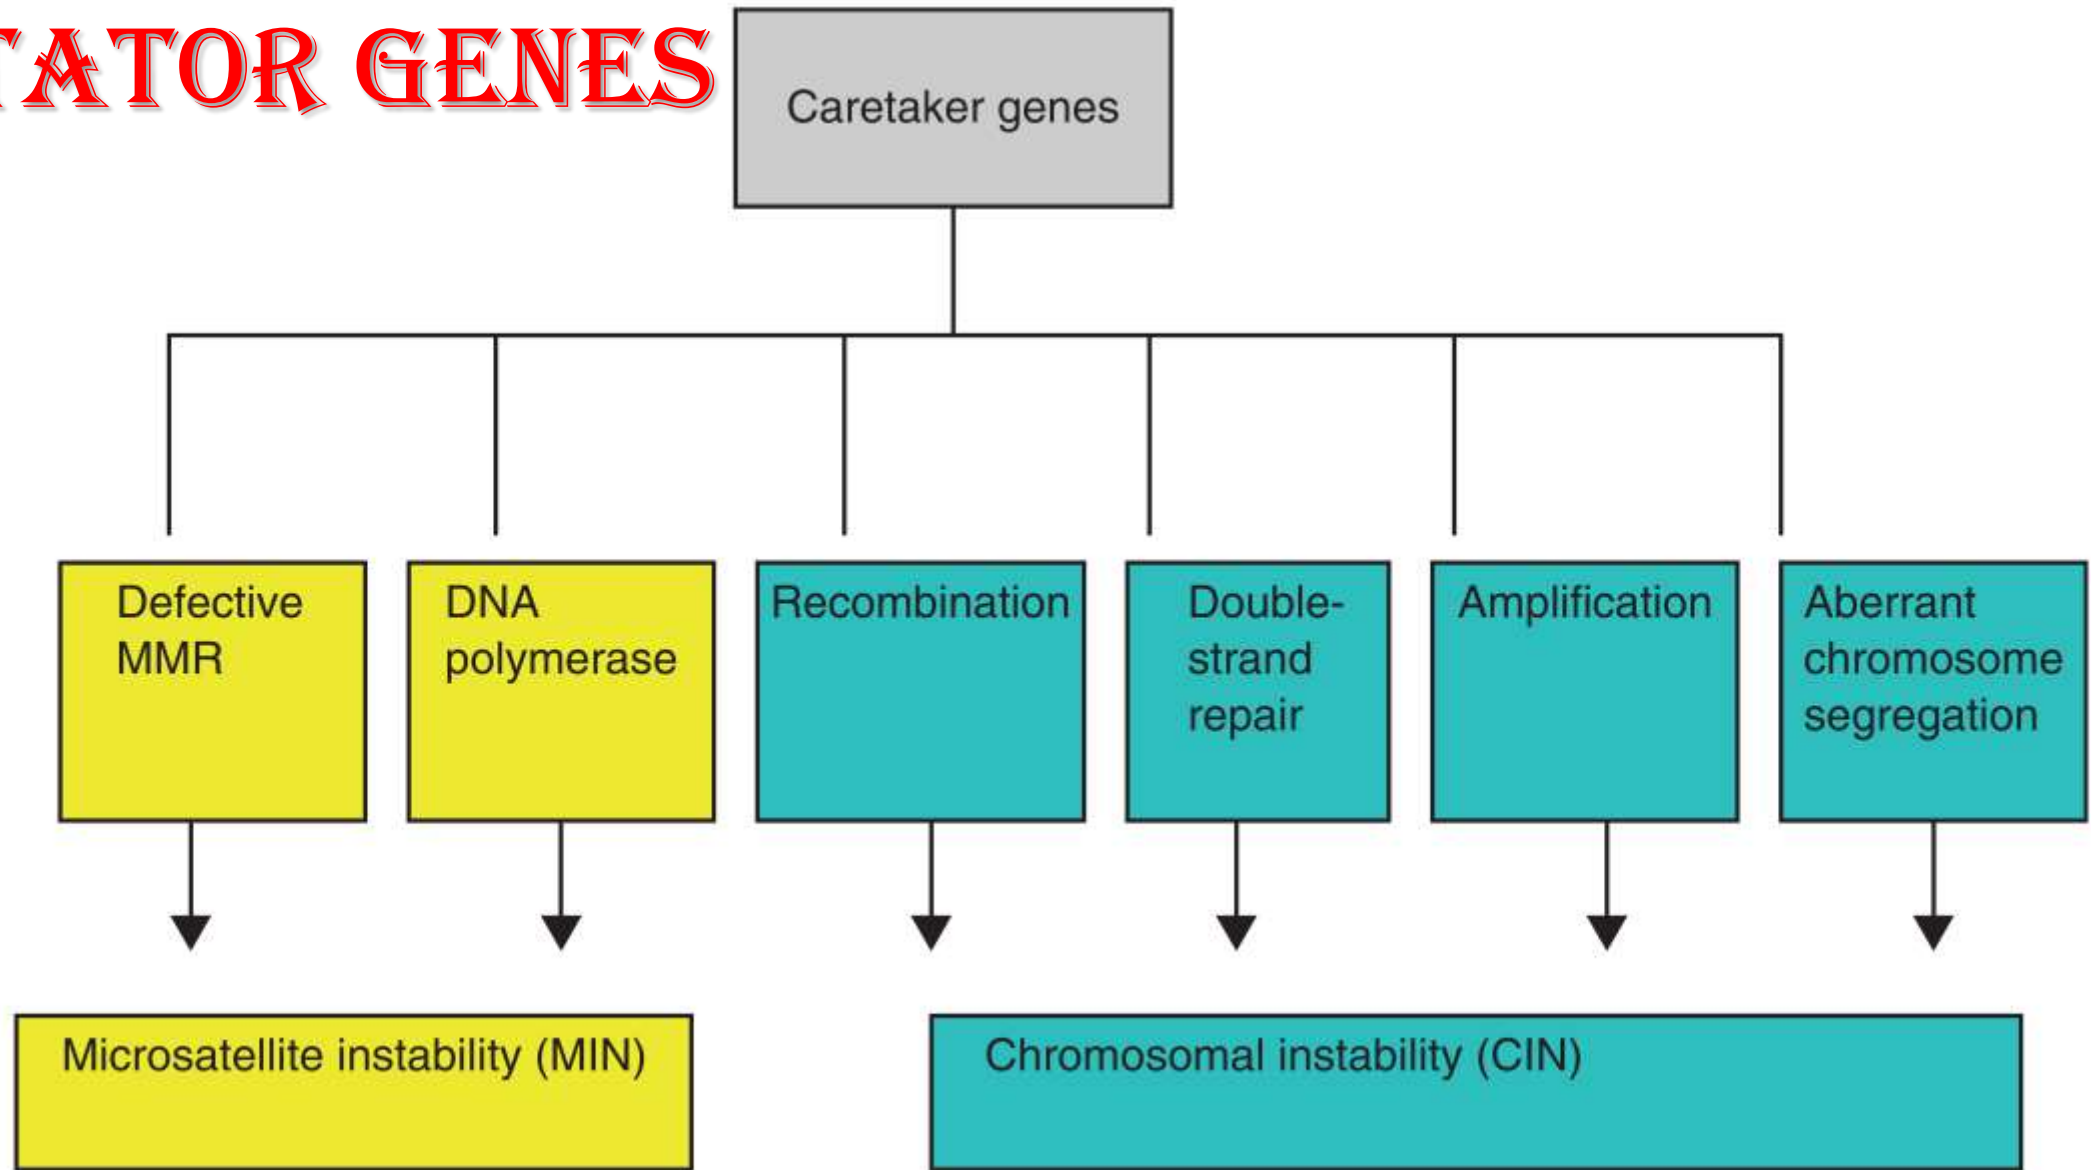 TATOR GENES
Caretaker genes
Defective
MMR
DNA
polymerase
Recombination
Double-
strand
repair
Amplification
Aberrant
chromosome
segregation
Microsatellite instability (MIN)
Chromosomal instability (CIN)